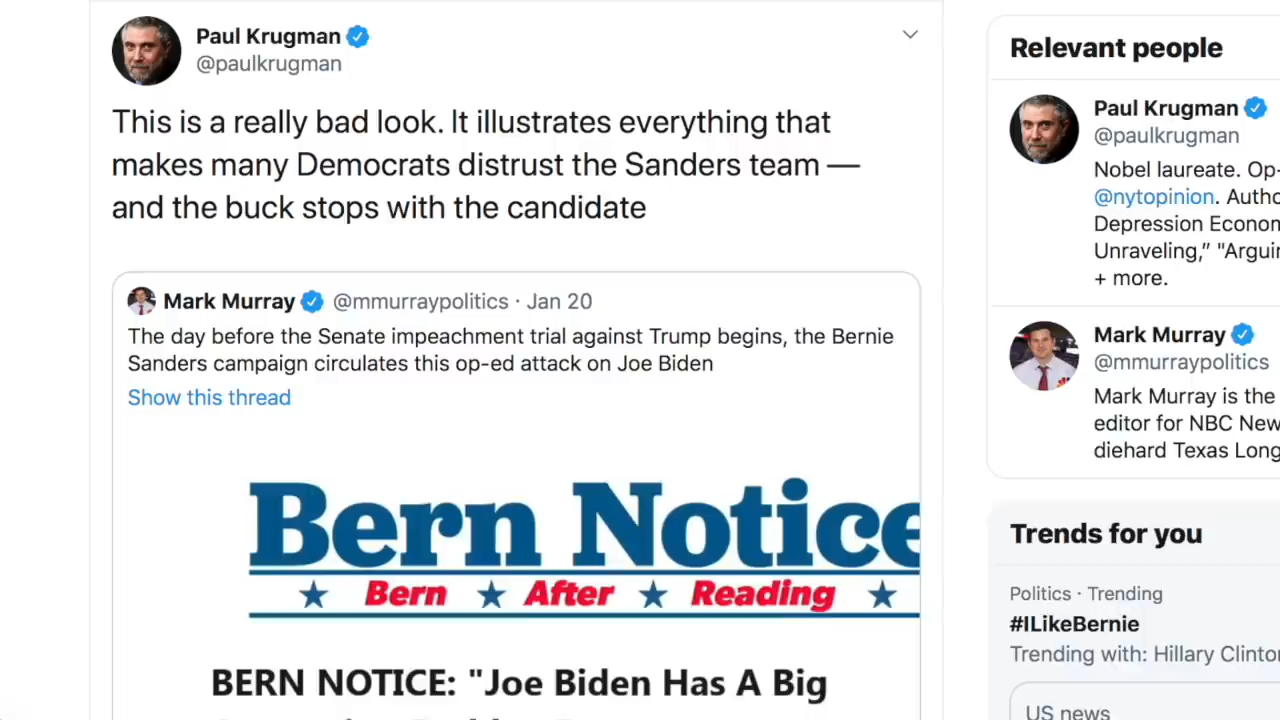 Paul Krugman
@paulkrugman
This is a really bad look. It illustrates everything that
makes many Democrats distrust the Sanders team —
and the buck stops with the candidate
Mark Murray @mmurraypolitics · Jan 20
The day before the Senate impeachment trial against Trump begins, the Bernie
Sanders campaign circulates this op-ed attack on Joe Biden
Show this thread
Bern Notice
Bern ★ After ★ Reading
BERN NOTICE: "Joe Biden Has A Big
Relevant people
Paul Krugman
@paulkrugman
Nobel laureate. Op-
@nytopinion. Autho
Depression Econom
Unraveling,” "Arguin
+ more.
Mark Murray
@mmurraypolitics
Mark Murray is the
editor for NBC New
diehard Texas Long
Trends for you
Politics · Trending
#ILikeBernie
Trending with: Hillary Clinton
US news